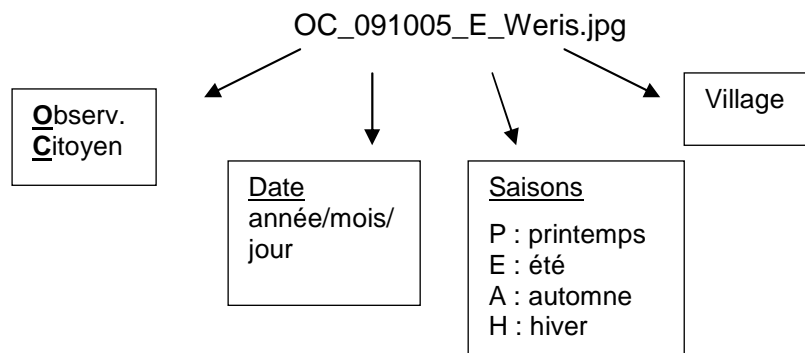 OC_091005_E_Weris.jpg
Observ.
Citoyen
Village
Date
année/mois/
jour
Saisons
P : printemps
E : été
A : automne
H : hiver